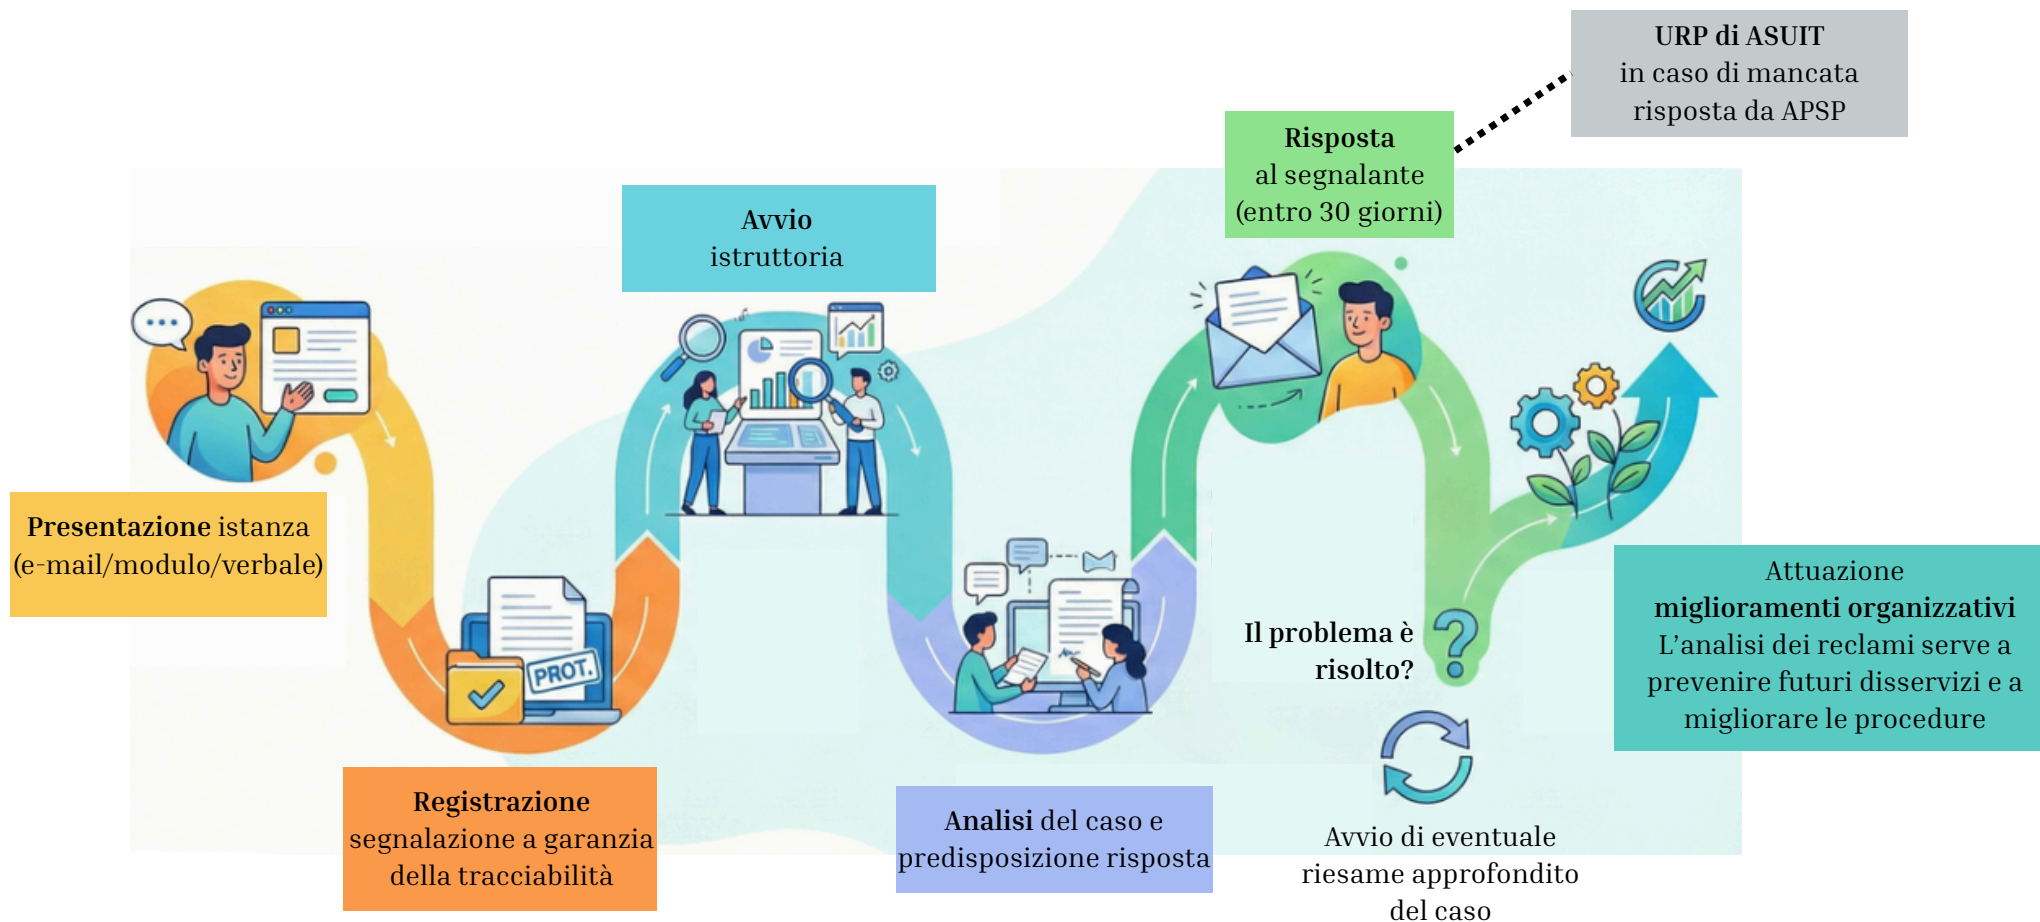 URP di ASUIT
in caso di mancata
risposta da APSP
Risposta
al segnalante
(entro 30 giorni)
Avvio
istruttoria
Presentazione istanza
(e-mail/modulo/verbale)
PROT.
Registrazione
segnalazione a garanzia
della tracciabilità
Analisi del caso e
predisposizione risposta
Il problema è
risolto?
?
Avvio di eventuale
riesame approfondito
del caso
Attuazione
miglioramenti organizzativi
L'analisi dei reclami serve a
prevenire futuri disservizi e a
migliorare le procedure